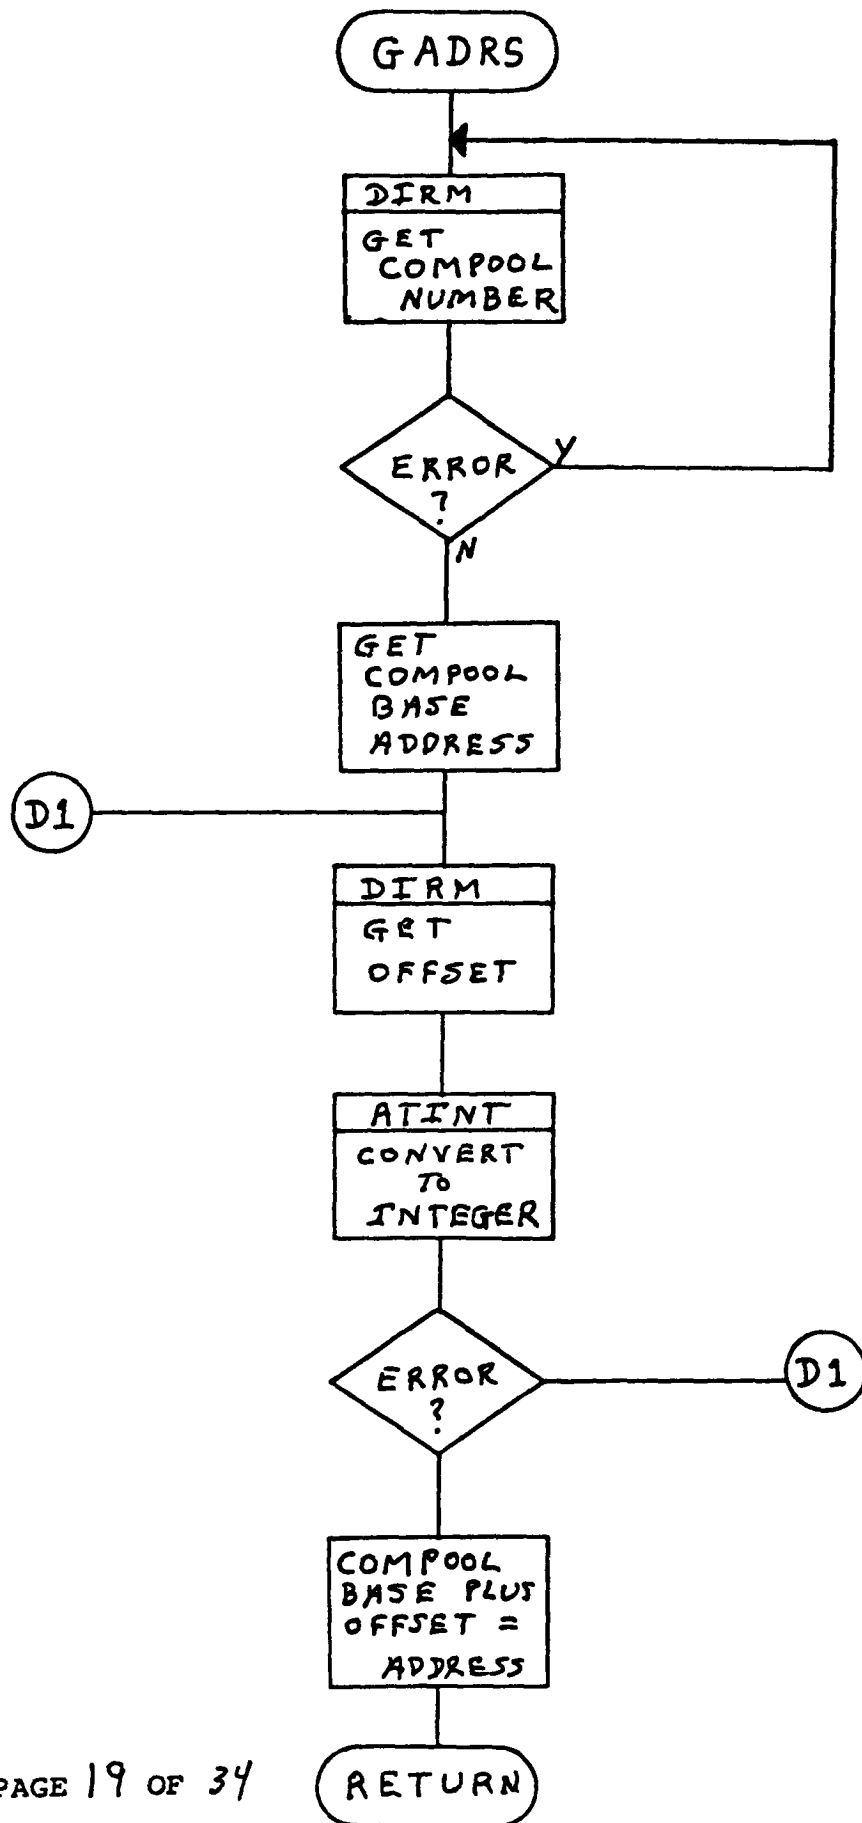 GADRS
DIRM
GET
COMPOOL
NUMBER
ERROR
?
Y
N
GET
COMPOOL
BASE
ADDRESS
D1
DIRM
GET
OFFSET
ATINT
CONVERT
TO
INTEGER
ERROR
?
D1
COMPOOL
BASE PLUS
OFFSET =
ADDRESS
PAGE 19 OF 34
RETURN